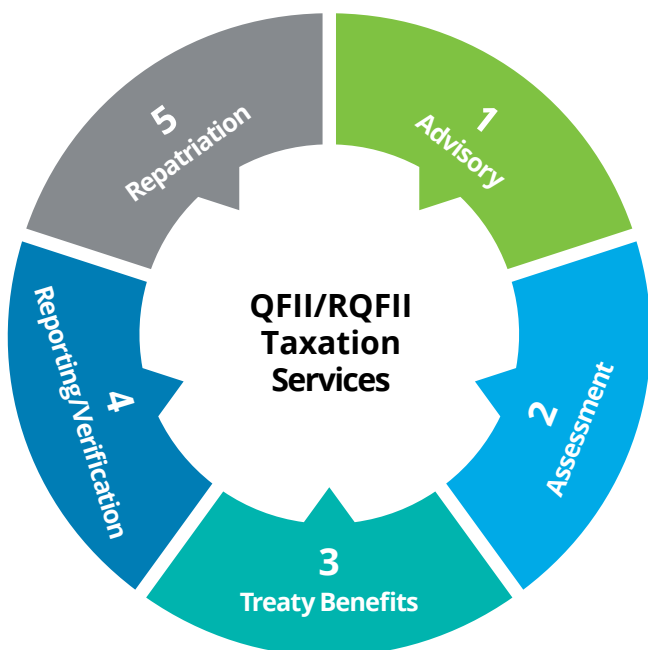 QFII/RQFII
Taxation
Services
1
Advisory
2
Assessment
3
Treaty Benefits
4
Reporting/Verification
5
Repatriation